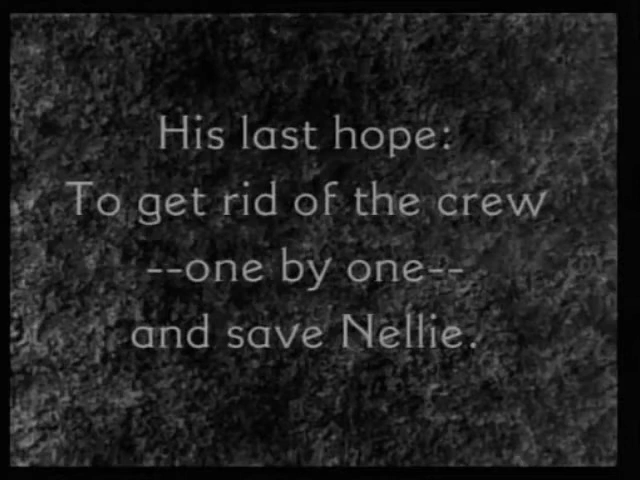 His last hope:
To get rid of the crew
--one by one--
and save Nellie.